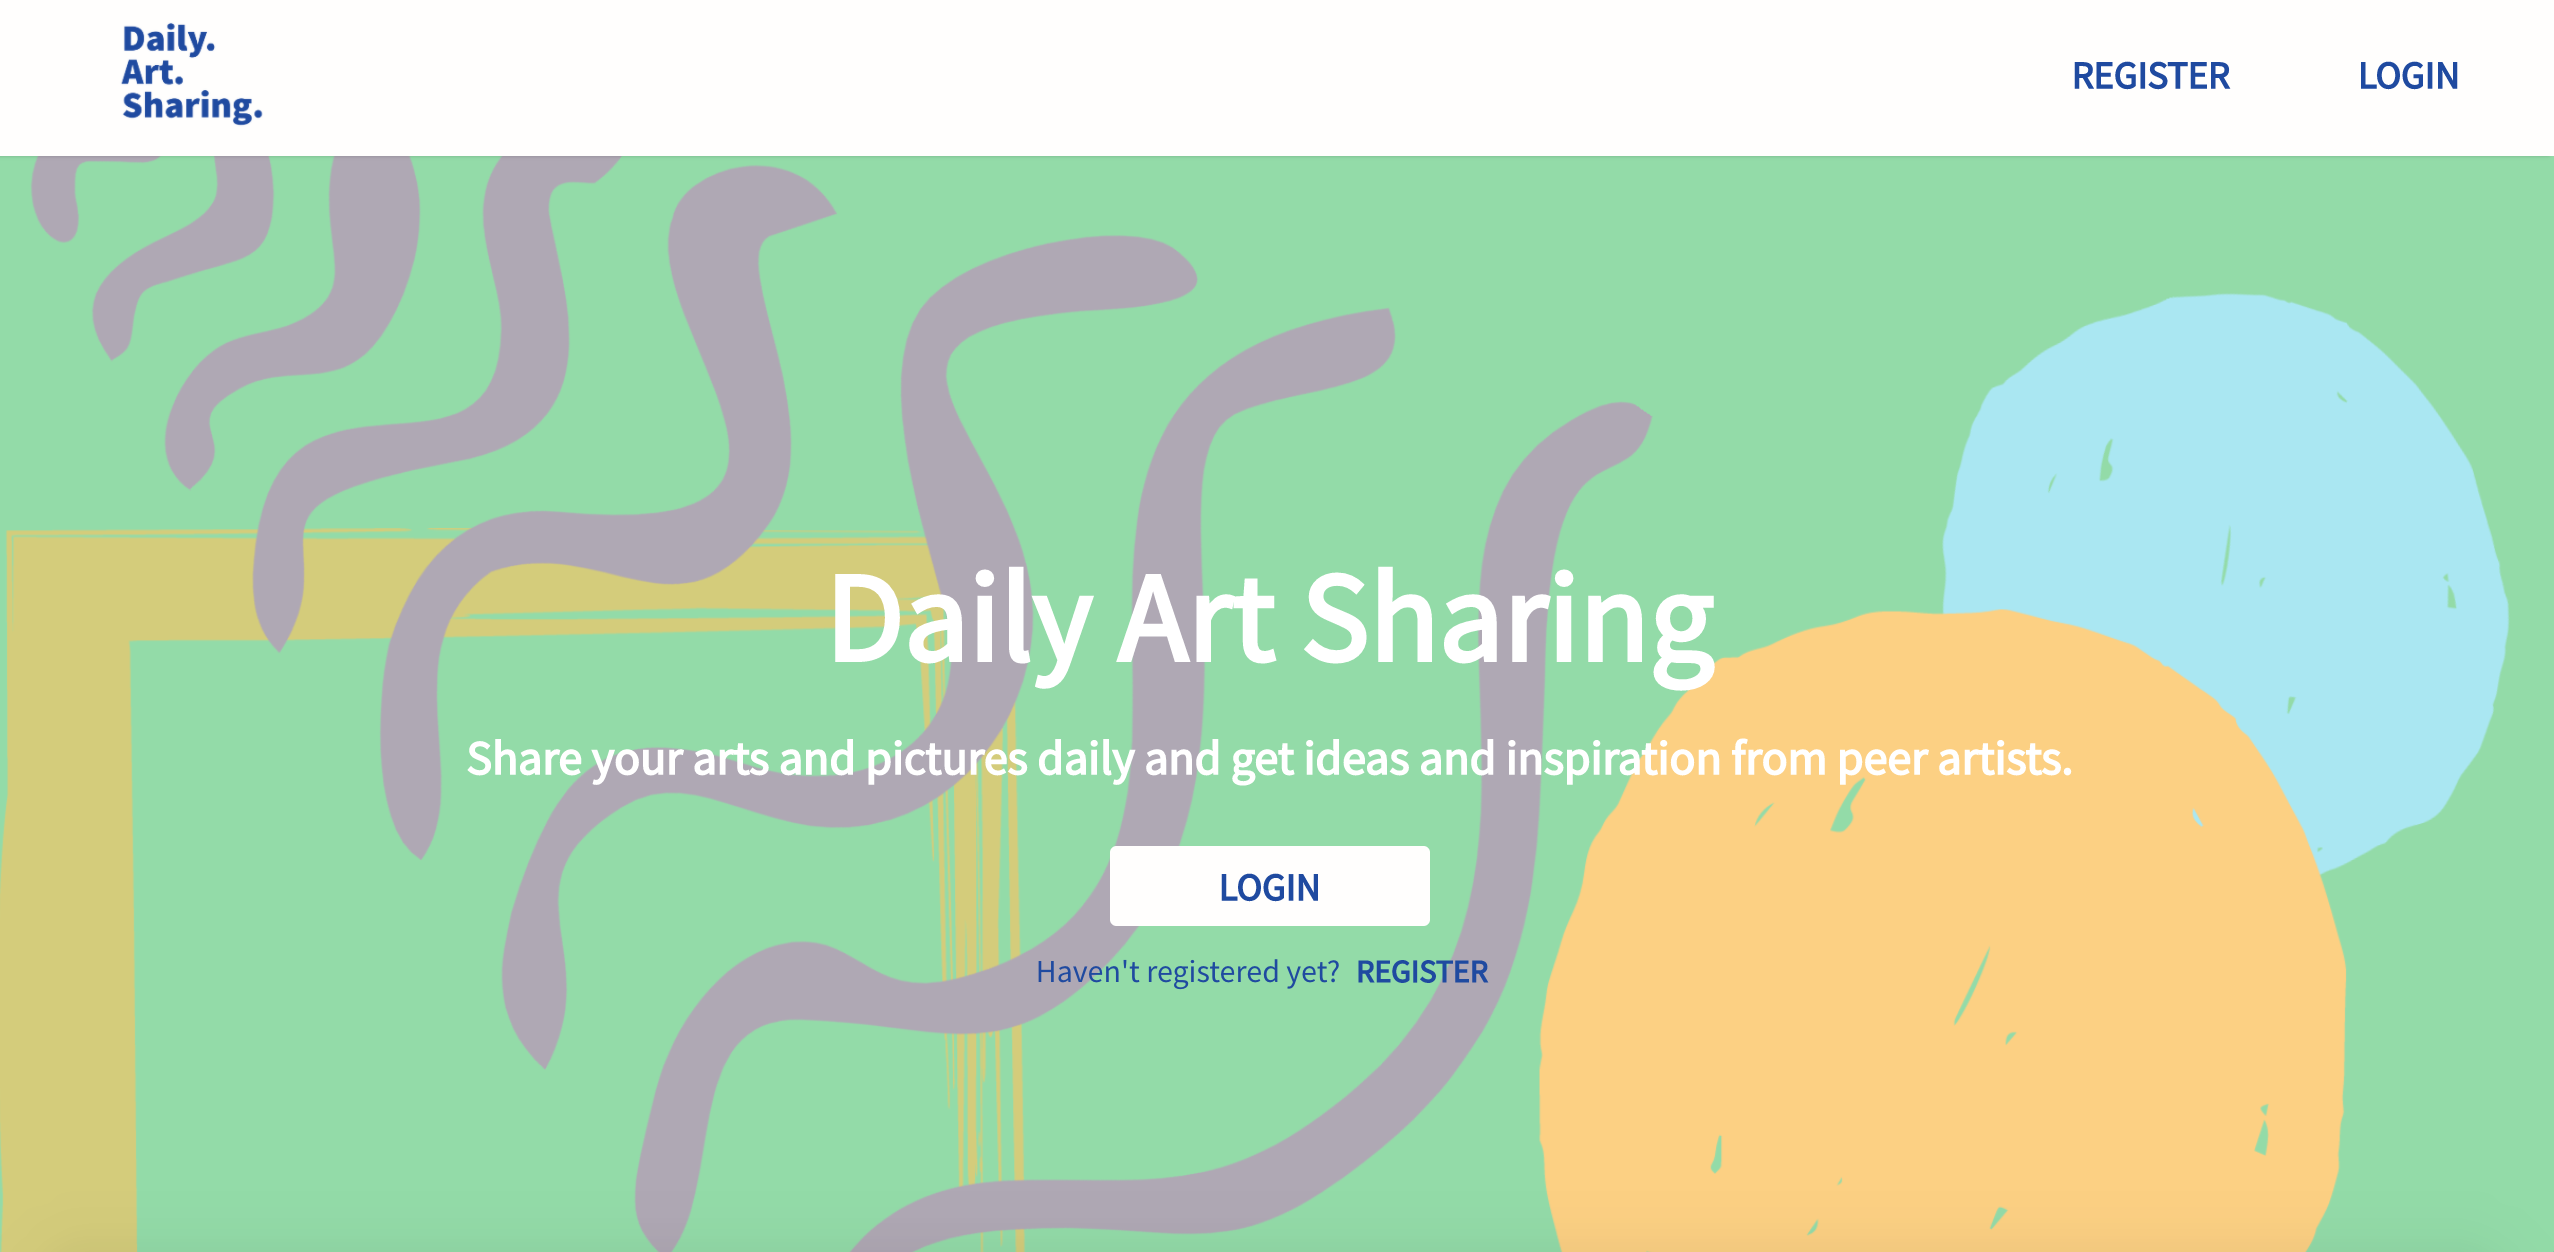 Daily.
Art.
Sharing.
REGISTER LOGIN
Daily Art Sharing
Share your arts and pictures daily and get ideas and inspiration from peer artists.
LOGIN
Haven't registered yet? REGISTER